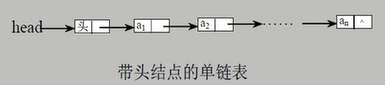 head 头 a₁ a₂ ...... aₙ ^
带头结点的单链表